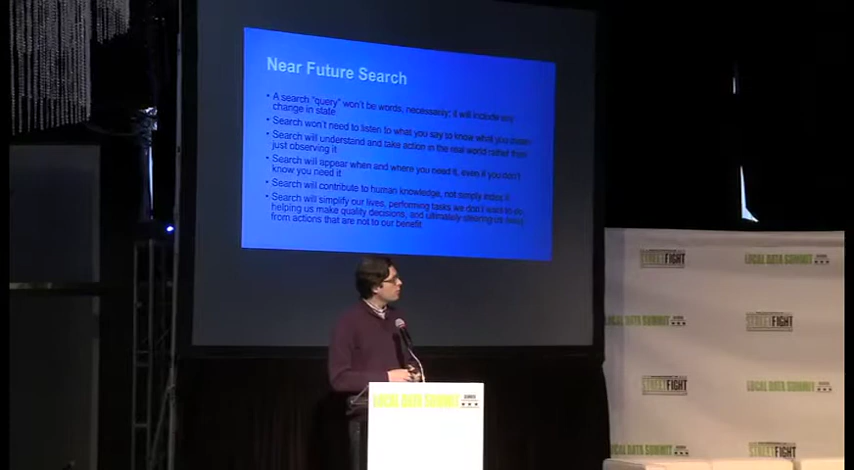 Near Future Search
• A search "query" won't be words, necessarily; it will include any
change in state
• Search won't need to listen to what you say to know what you mean
• Search will understand and take action in the real world rather than
just observing it
• Search will appear when and where you need it, even if you don't
know you need it
• Search will contribute to human knowledge, not simply index it
• Search will simplify our lives, performing tasks we don't want to do,
helping us make quality decisions, and ultimately steering us away
from actions that are not to our benefit
LOCAL DATA SUMMIT
STREETFIGHT
LOCAL DATA SUMMIT
LOCAL DATA SUMMIT
STREETFIGHT
STREETFIGHT
LOCAL DATA SUMMIT
LOCAL DATA SUMMIT
STREETFIGHT